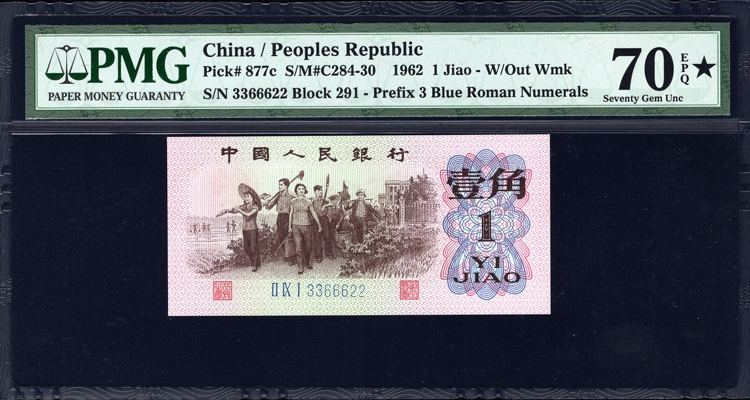 PMG
PAPER MONEY GUARANTY
China / Peoples Republic
Pick# 877c S/M#C284-30 1962 1 Jiao - W/Out Wmk
S/N 3366622 Block 291 - Prefix 3 Blue Roman Numerals
70 EPQ ★
Seventy Gem Unc
中國人民銀行
壹角
1
YI
JIAO
II IX I 3366622